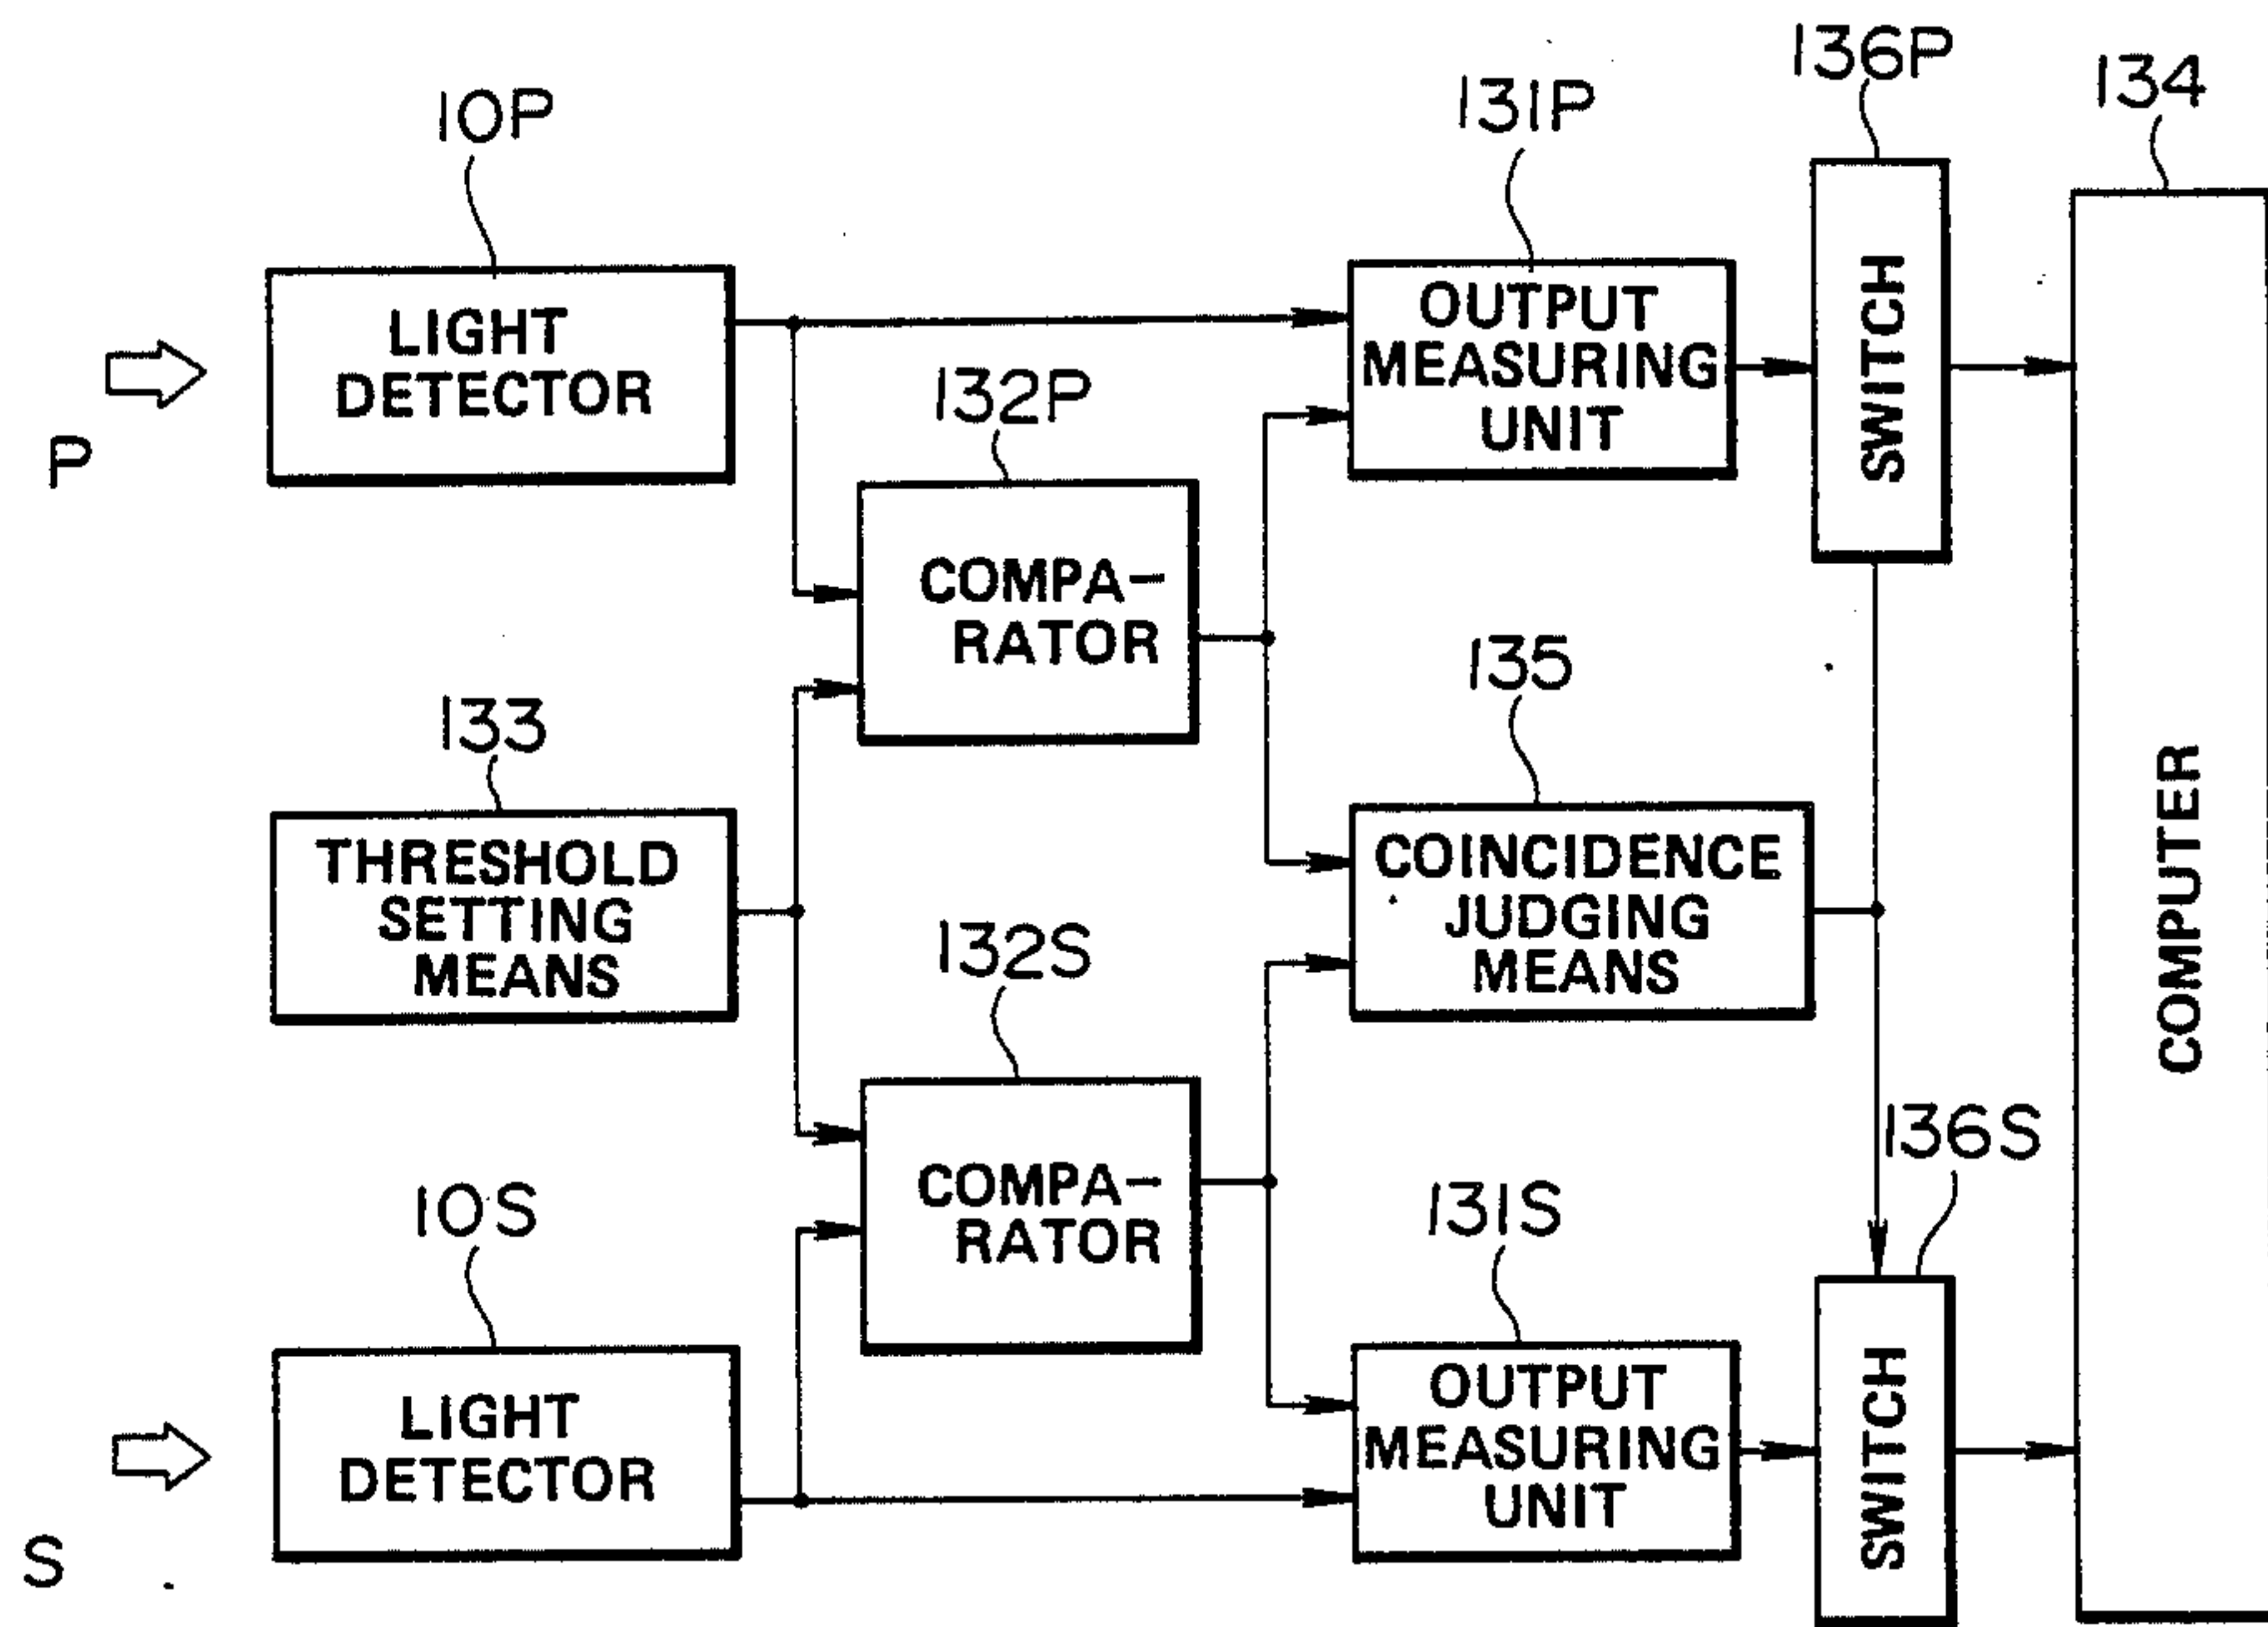 136P
134
131P
10P
LIGHT
DETECTOR
P
OUTPUT
MEASURING
UNIT
SWITCH
132P
COMPA-
RATOR
133
THRESHOLD
SETTING
MEANS
135
COINCIDENCE
JUDGING
MEANS
COMPUTER
132S
COMPA-
RATOR
136S
10S
LIGHT
DETECTOR
S
131S
OUTPUT
MEASURING
UNIT
SWITCH